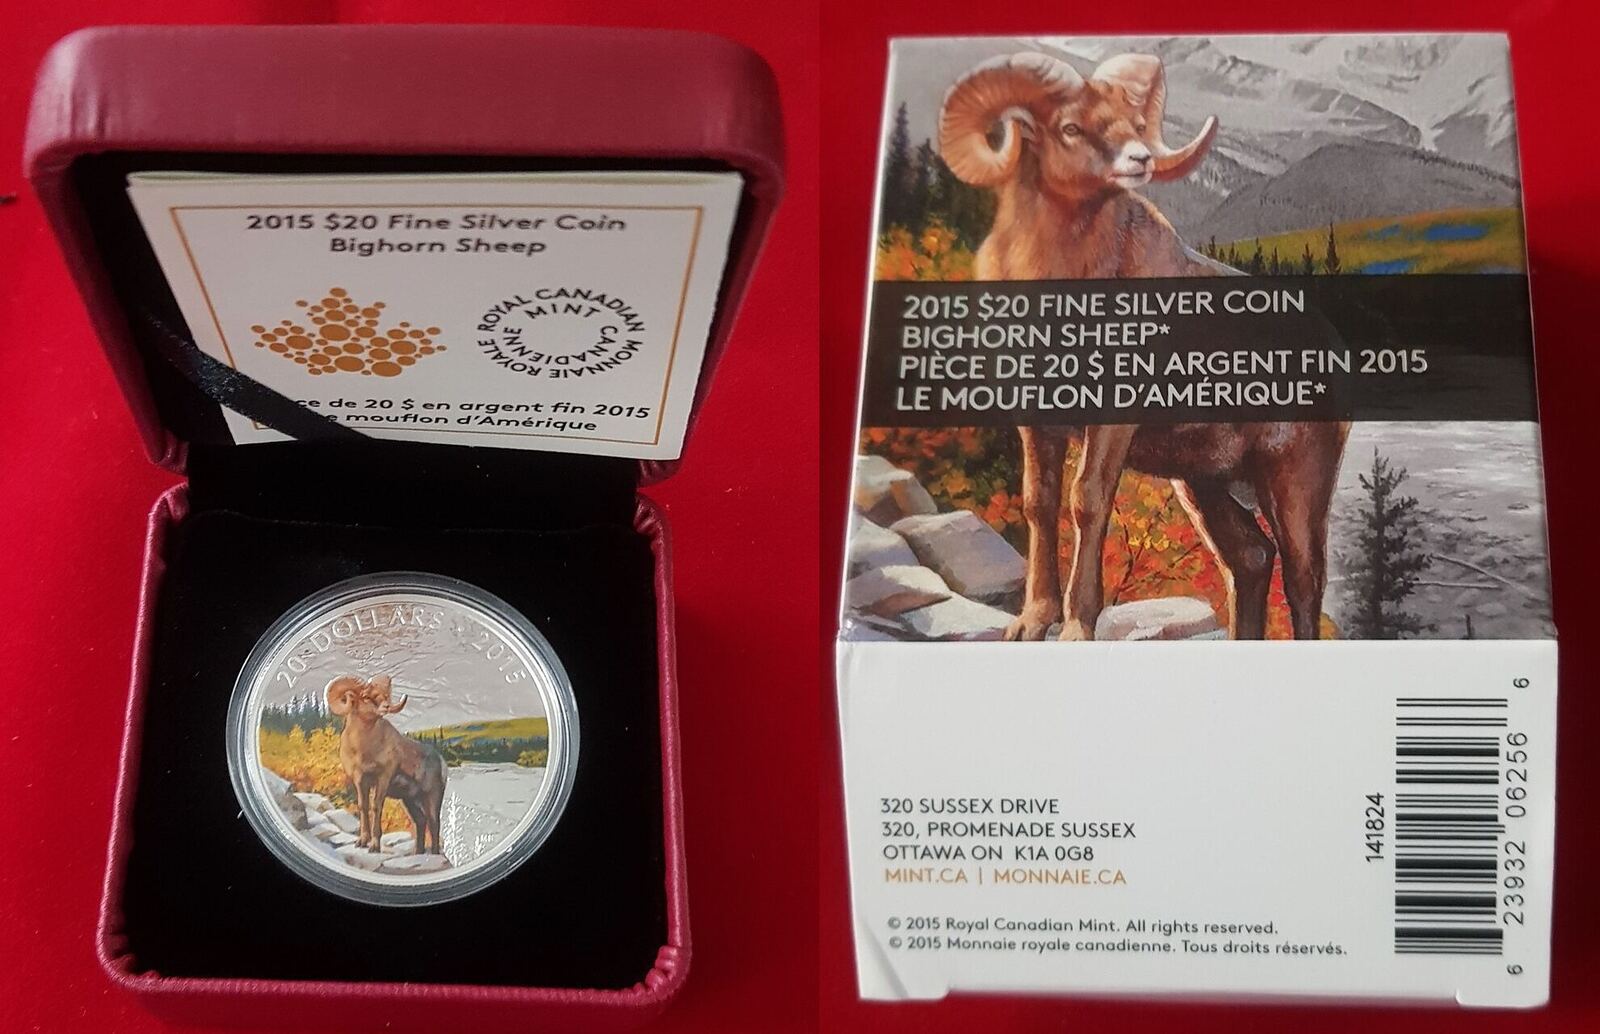 2015 $20 Fine Silver Coin
Bighorn Sheep
ROYAL CANADIAN MINT
MONNAIE ROYALE CANADIENNE
de 20 $ en argent fin 2015
mouflon d'Amérique
20 DOLLARS 2015
2015 $20 FINE SILVER COIN
BIGHORN SHEEP*
PIÈCE DE 20 $ EN ARGENT FIN 2015
LE MOUFLON D'AMÉRIQUE*
320 SUSSEX DRIVE
320, PROMENADE SUSSEX
OTTAWA ON K1A 0G8
MINT.CA | MONNAIE.CA
© 2015 Royal Canadian Mint. All rights reserved.
© 2015 Monnaie royale canadienne. Tous droits réservés.
141824
6 23932 06256 6